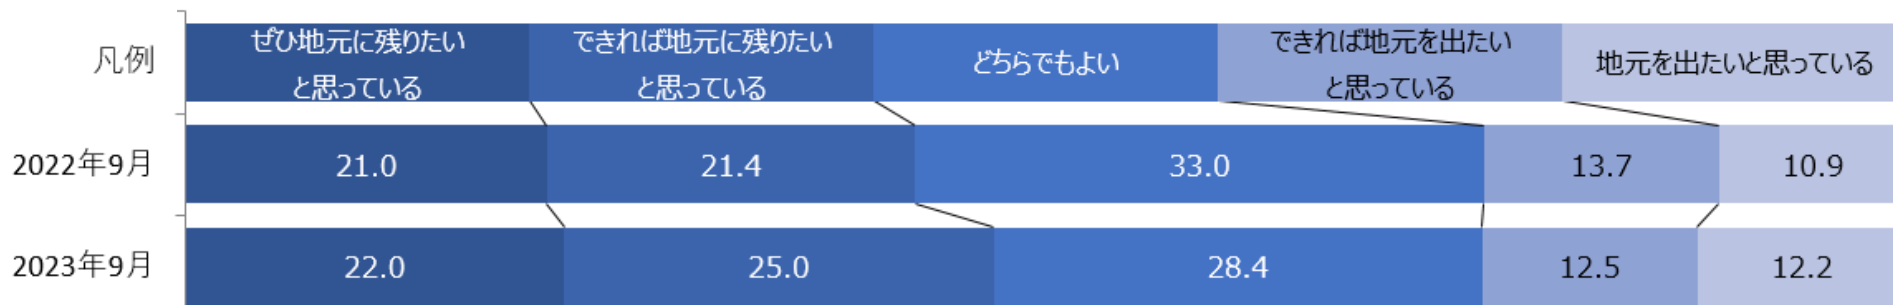 凡例
ぜひ地元に残りたい
と思っている
できれば地元に残りたい
と思っている
どちらでもよい
できれば地元を出たい
と思っている
地元を出たいと思っている
2022年9月 21.0 21.4 33.0 13.7 10.9
2023年9月 22.0 25.0 28.4 12.5 12.2